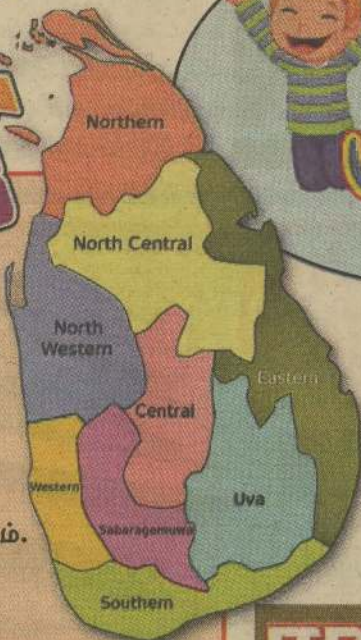 Northern
North Central
North
Western
Eastern
Central
Western
Uva
Sabaragamuwa
ம்.
Southern